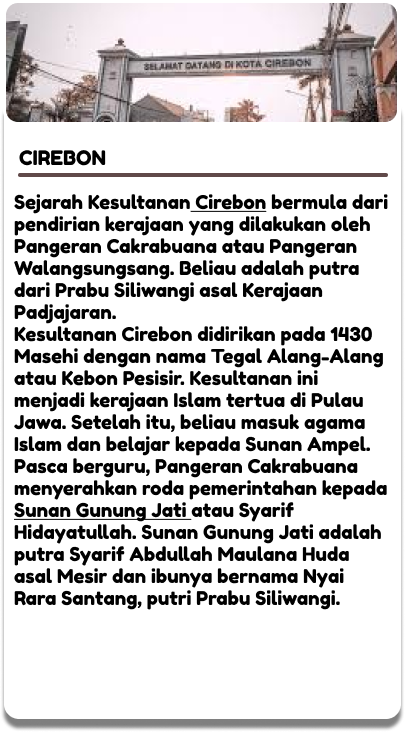 SELAMAT DATANG DI KOTA CIREBON
CIREBON
Sejarah Kesultanan Cirebon bermula dari
pendirian kerajaan yang dilakukan oleh
Pangeran Cakrabuana atau Pangeran
Walangsungsang. Beliau adalah putra
dari Prabu Siliwangi asal Kerajaan
Padjajaran.
Kesultanan Cirebon didirikan pada 1430
Masehi dengan nama Tegal Alang-Alang
atau Kebon Pesisir. Kesultanan ini
menjadi kerajaan Islam tertua di Pulau
Jawa. Setelah itu, beliau masuk agama
Islam dan belajar kepada Sunan Ampel.
Pasca berguru, Pangeran Cakrabuana
menyerahkan roda pemerintahan kepada
Sunan Gunung Jati atau Syarif
Hidayatullah. Sunan Gunung Jati adalah
putra Syarif Abdullah Maulana Huda
asal Mesir dan ibunya bernama Nyai
Rara Santang, putri Prabu Siliwangi.